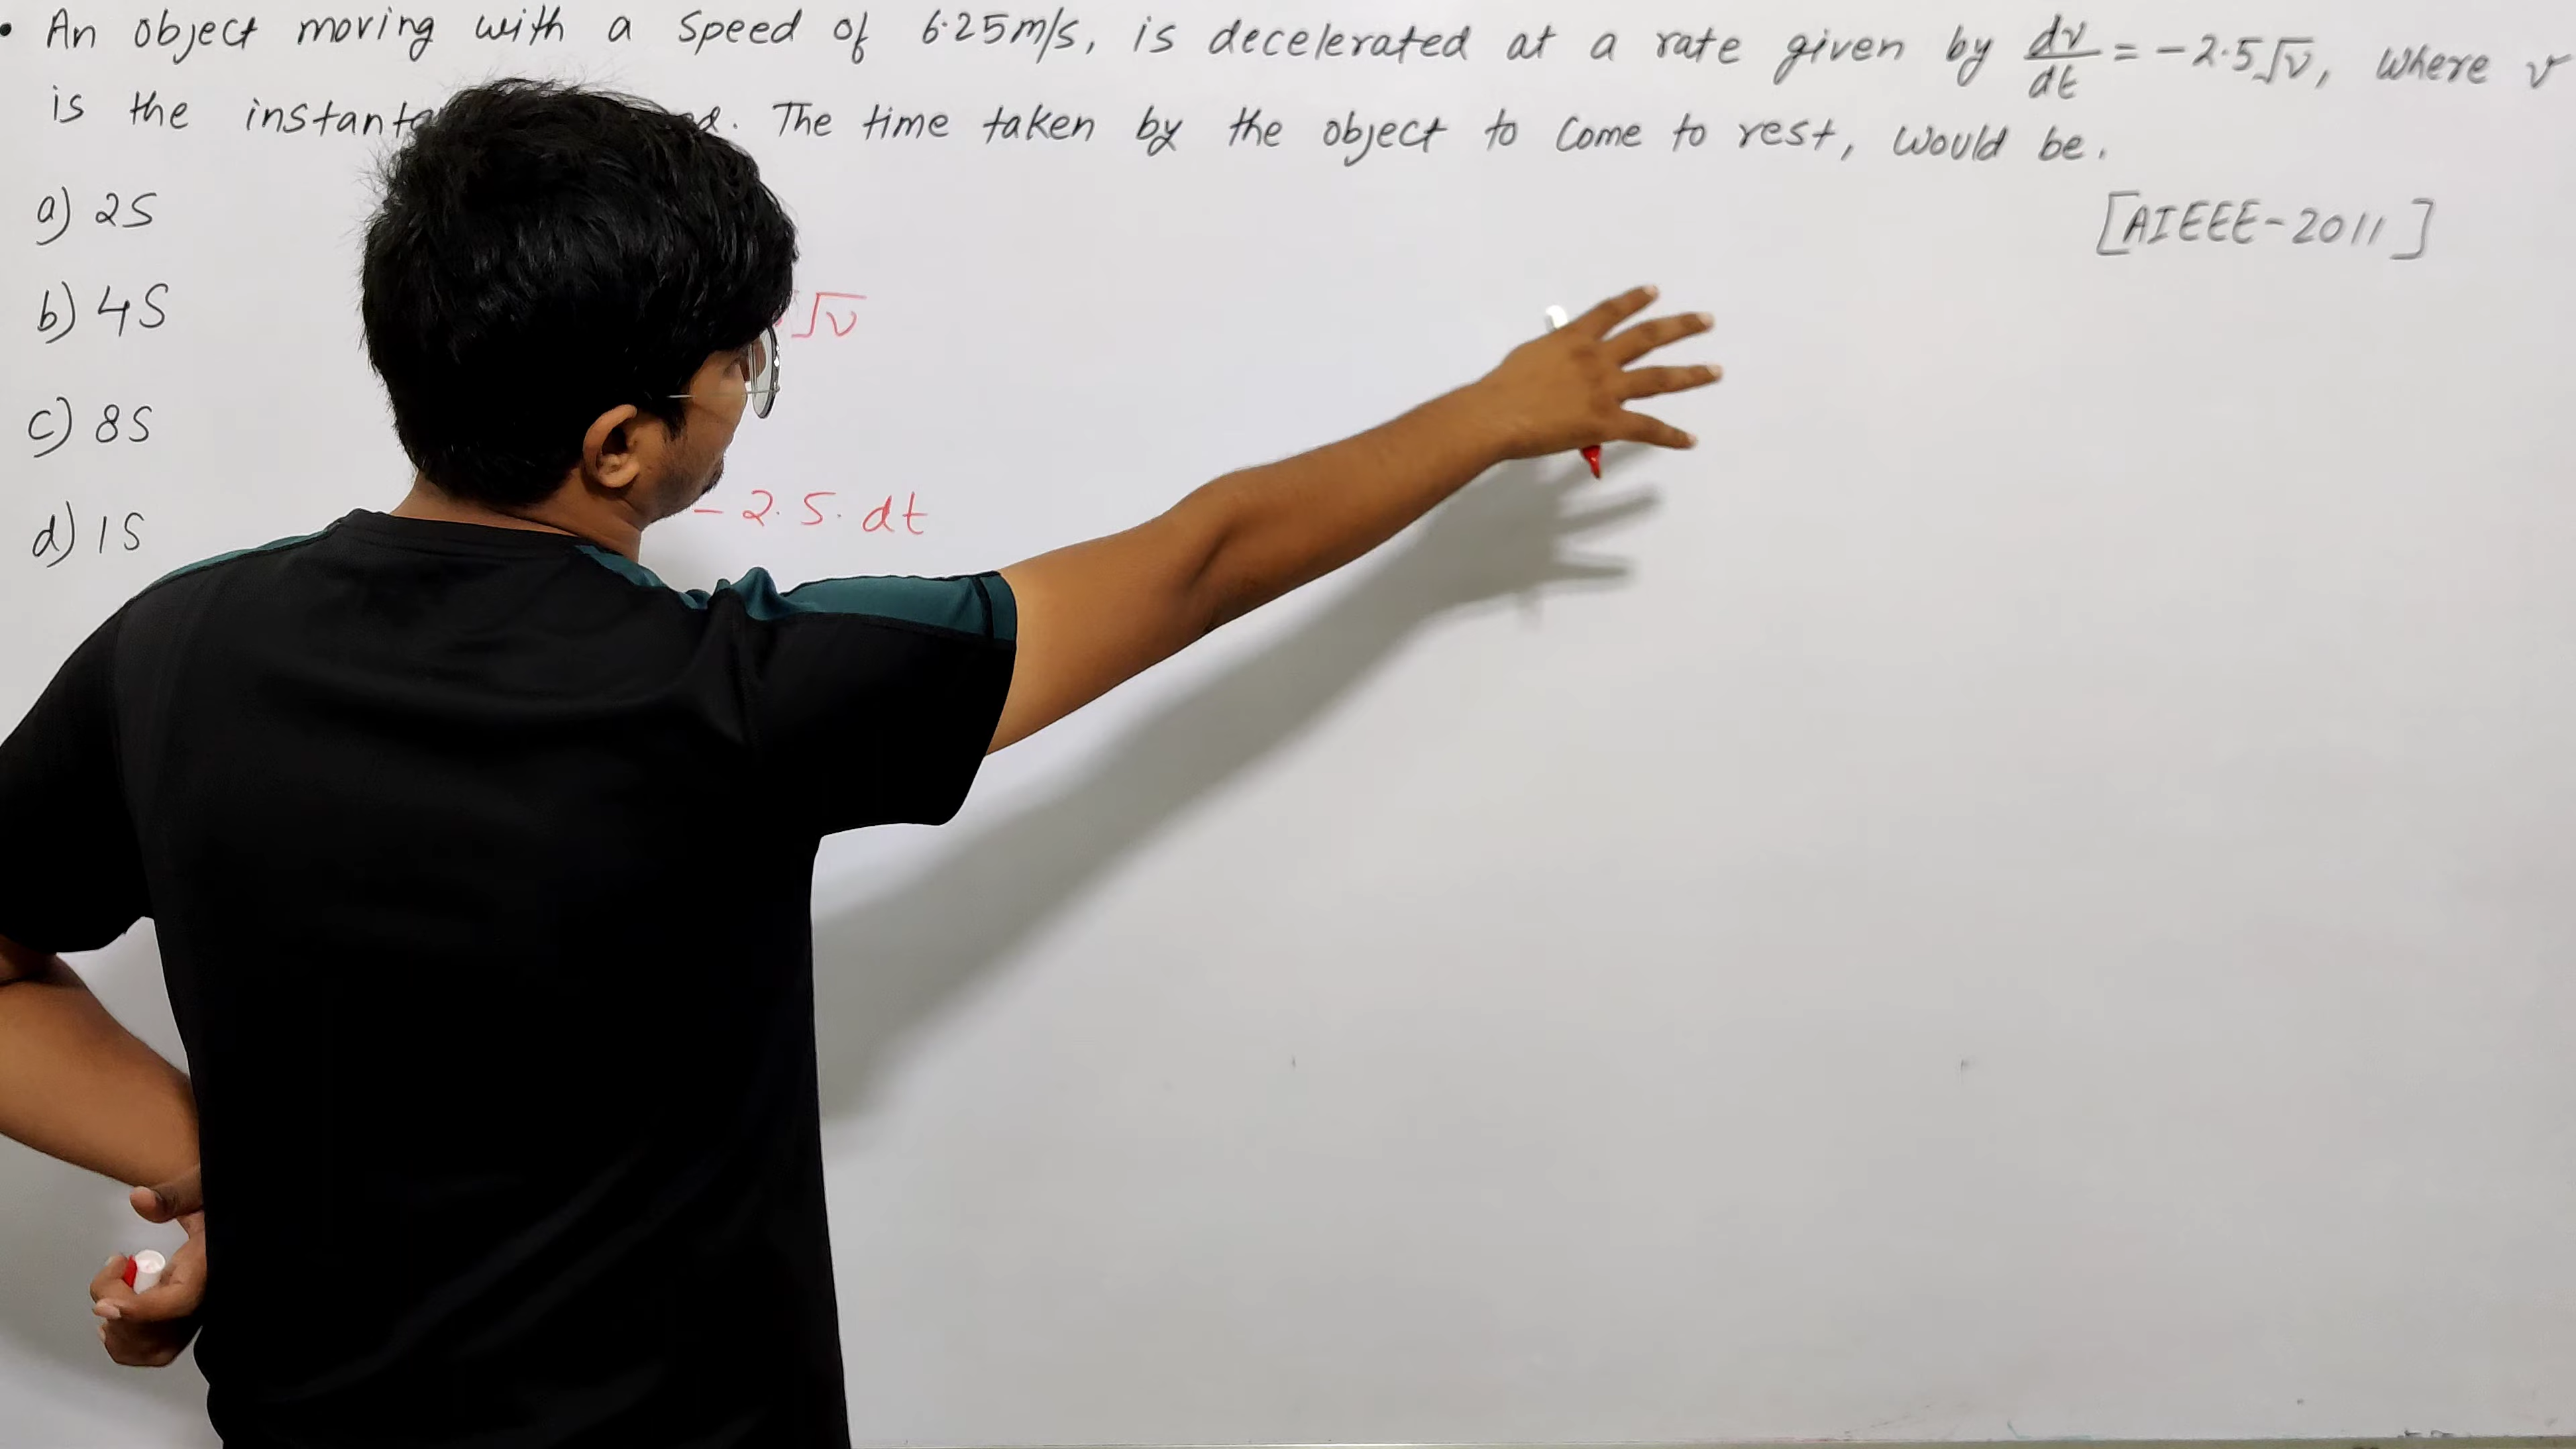 • An object moving with a speed of 6.25m/s, is decelerated at a rate given by dv/dt = -2.5√v, where v
is the The time taken by the object to come to rest, would be.
a) 2S
[AIEEE-2011]
b) 4S
√v
c) 8S
- 2.5. dt
d) 1S